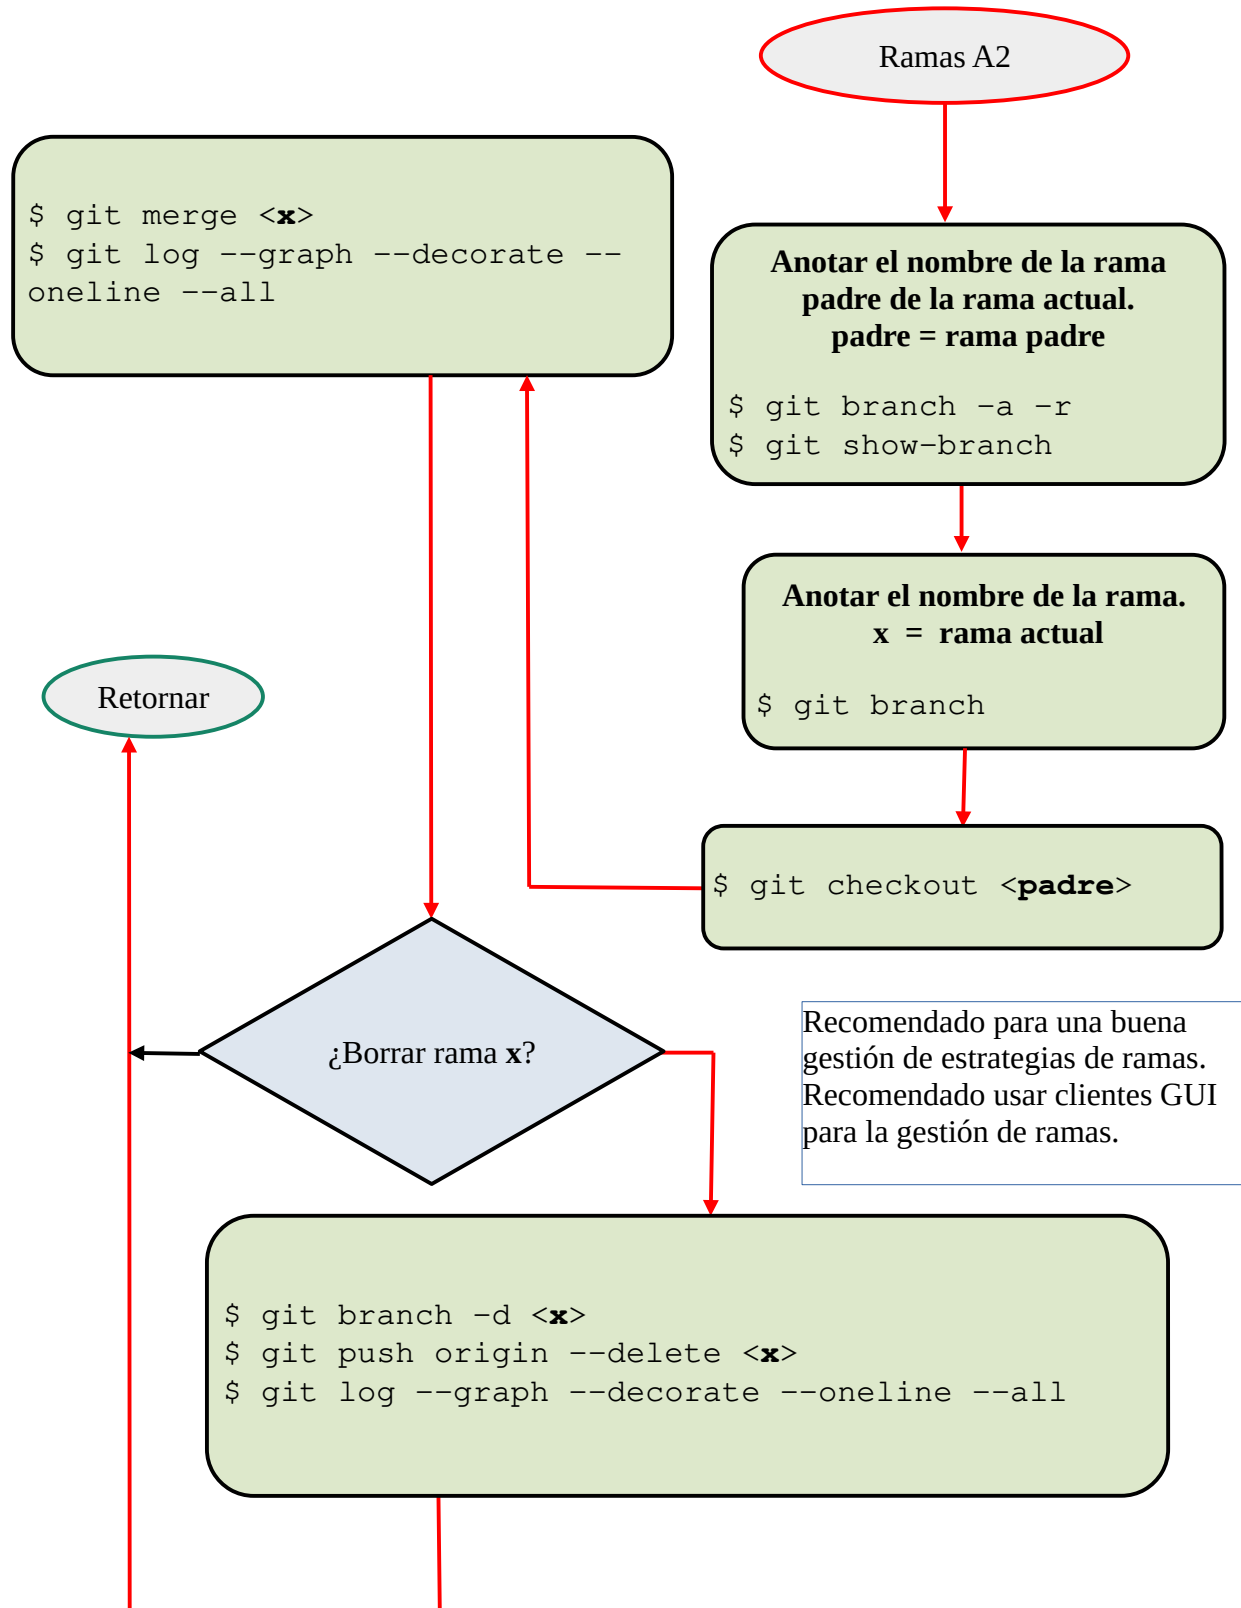 Ramas A2
Anotar el nombre de la rama
padre de la rama actual.
padre = rama padre
$ git branch -a -r
$ git show-branch
Anotar el nombre de la rama.
x = rama actual
$ git branch
$ git checkout <padre>
$ git merge <x>
$ git log --graph --decorate --
oneline --all
¿Borrar rama x?
Retornar
Recomendado para una buena
gestión de estrategias de ramas.
Recomendado usar clientes GUI
para la gestión de ramas.
$ git branch -d <x>
$ git push origin --delete <x>
$ git log --graph --decorate --oneline --all